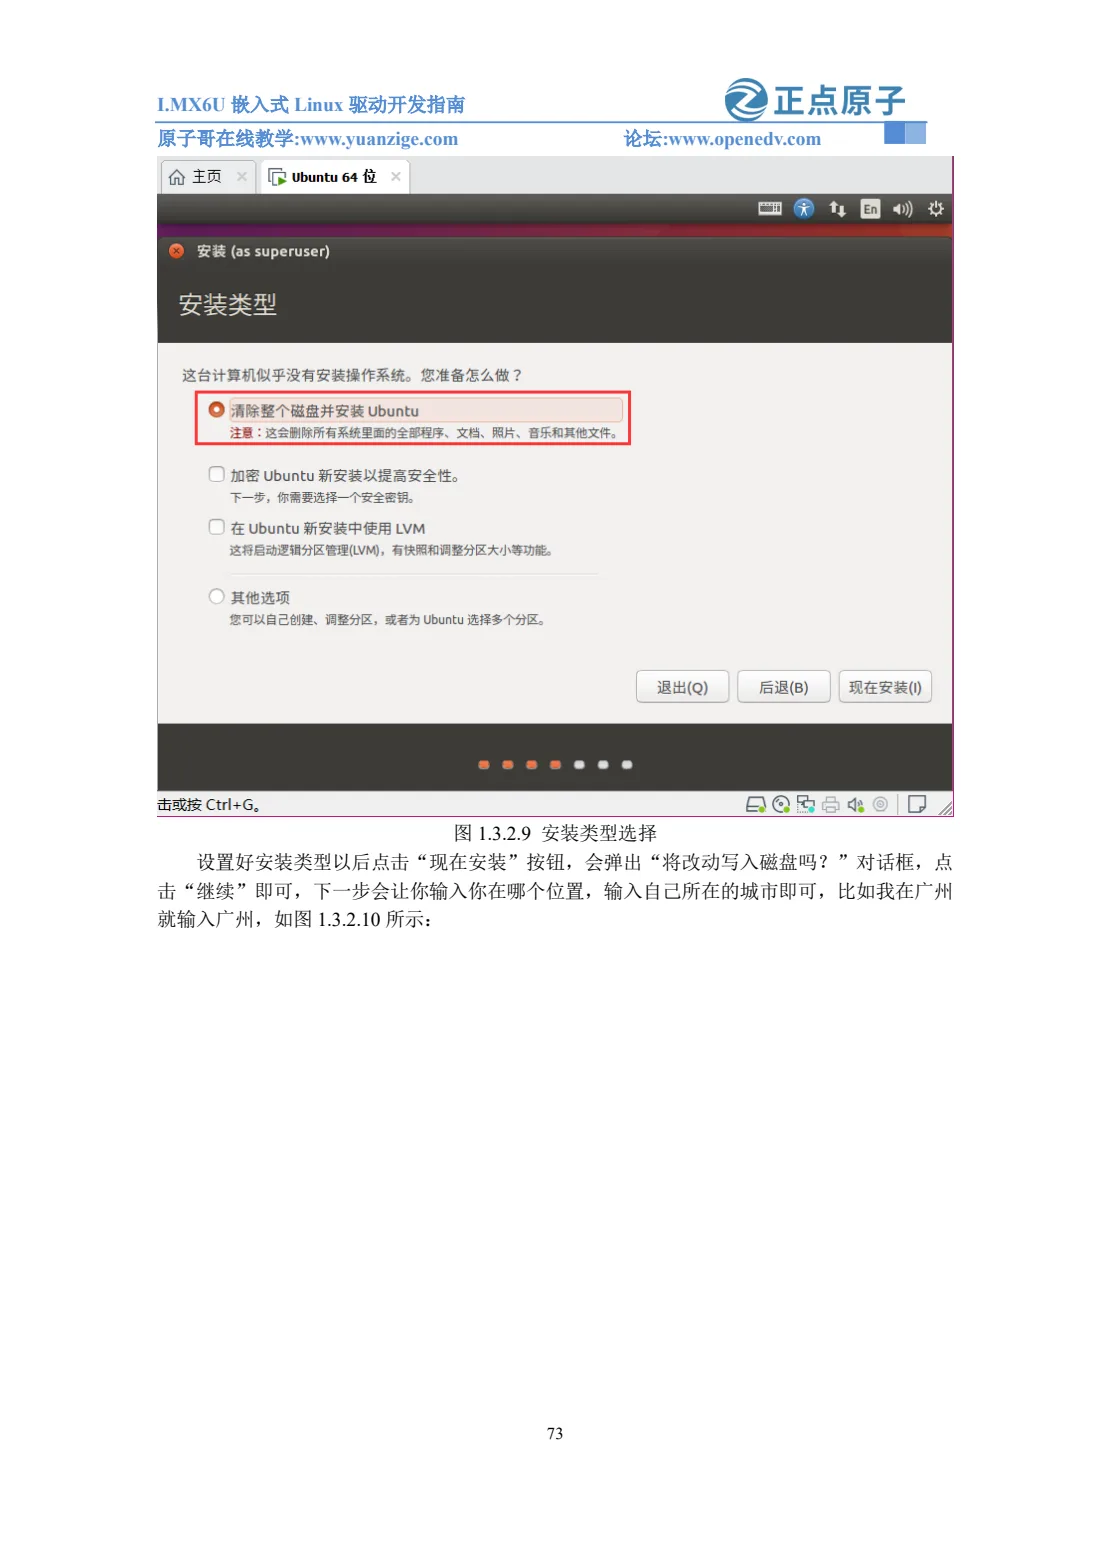 I.MX6U 嵌入式 Linux 驱动开发指南
正点原子
原子哥在线教学:www.yuanzige.com 论坛:www.openedv.com
主页 Ubuntu 64 位
En
安装 (as superuser)
安装类型
这台计算机似乎没有安装操作系统。您准备怎么做？
清除整个磁盘并安装 Ubuntu
注意：这会删除所有系统里面的全部程序、文档、照片、音乐和其他文件。
加密 Ubuntu 新安装以提高安全性。
下一步，你需要选择一个安全密钥。
在 Ubuntu 新安装中使用 LVM
这将启动逻辑分区管理(LVM)，有快照和调整分区大小等功能。
其他选项
您可以自己创建、调整分区，或者为 Ubuntu 选择多个分区。
退出(Q) 后退(B) 现在安装(I)
击或按 Ctrl+G。
图 1.3.2.9 安装类型选择
设置好安装类型以后点击“现在安装”按钮，会弹出“将改动写入磁盘吗？”对话框，点
击“继续”即可，下一步会让你输入你在哪个位置，输入自己所在的城市即可，比如我在广州
就输入广州，如图 1.3.2.10 所示：
73